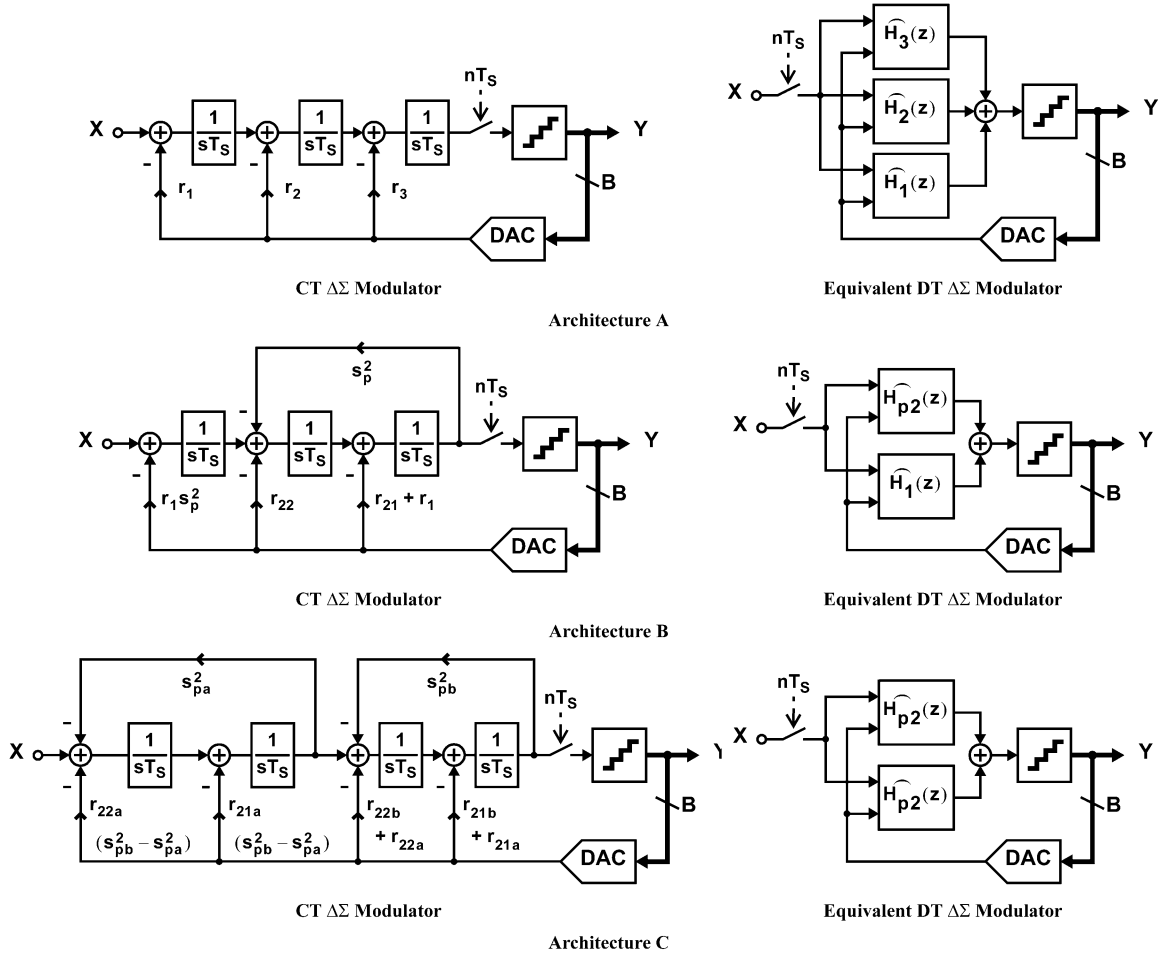 nT_S
X
1
sT_S
1
sT_S
1
sT_S
Y
-
-
-
r_1
r_2
r_3
B
DAC
CT ΔΣ Modulator
nT_S
X
H_3(z)
H_2(z)
H_1(z)
Y
B
DAC
Equivalent DT ΔΣ Modulator
Architecture A
s_p^2
nT_S
X
-
1
sT_S
1
sT_S
1
sT_S
Y
-
-
-
r_1 s_p^2
r_22
r_21 + r_1
B
DAC
CT ΔΣ Modulator
nT_S
X
H_p2(z)
H_1(z)
Y
B
DAC
Equivalent DT ΔΣ Modulator
Architecture B
s_pa^2
s_pb^2
nT_S
-
-
X
1
sT_S
1
sT_S
1
sT_S
1
sT_S
Y
-
-
-
-
r_22a
(s_pb^2 – s_pa^2)
r_21a
(s_pb^2 – s_pa^2)
r_22b
+ r_22a
r_21b
+ r_21a
B
DAC
CT ΔΣ Modulator
nT_S
X
H_p2(z)
H_p2(z)
Y
B
DAC
Equivalent DT ΔΣ Modulator
Architecture C